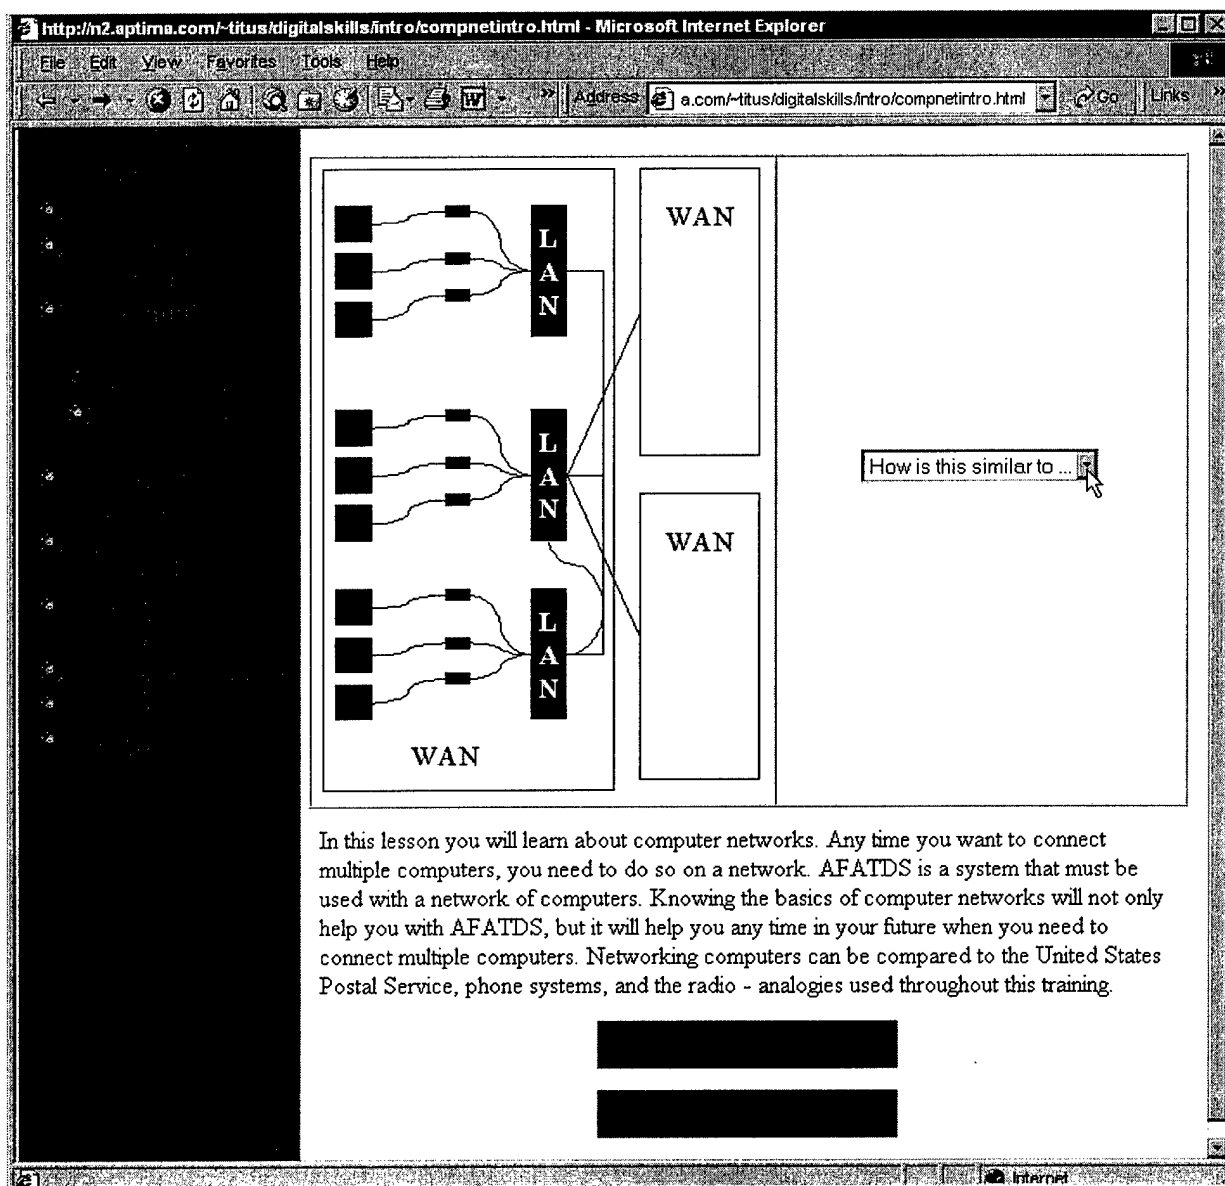 http://n2.aptima.com/~titus/digitalskills/intro/compnetintro.html - Microsoft Internet Explorer
File Edit View Favorites Tools Help
Address a.com/~titus/digitalskills/intro/compnetintro.html Go Links
LAN
LAN
LAN
WAN
WAN
WAN
How is this similar to ...
In this lesson you will learn about computer networks. Any time you want to connect
multiple computers, you need to do so on a network. AFATDS is a system that must be
used with a network of computers. Knowing the basics of computer networks will not only
help you with AFATDS, but it will help you any time in your future when you need to
connect multiple computers. Networking computers can be compared to the United States
Postal Service, phone systems, and the radio - analogies used throughout this training.
Internet